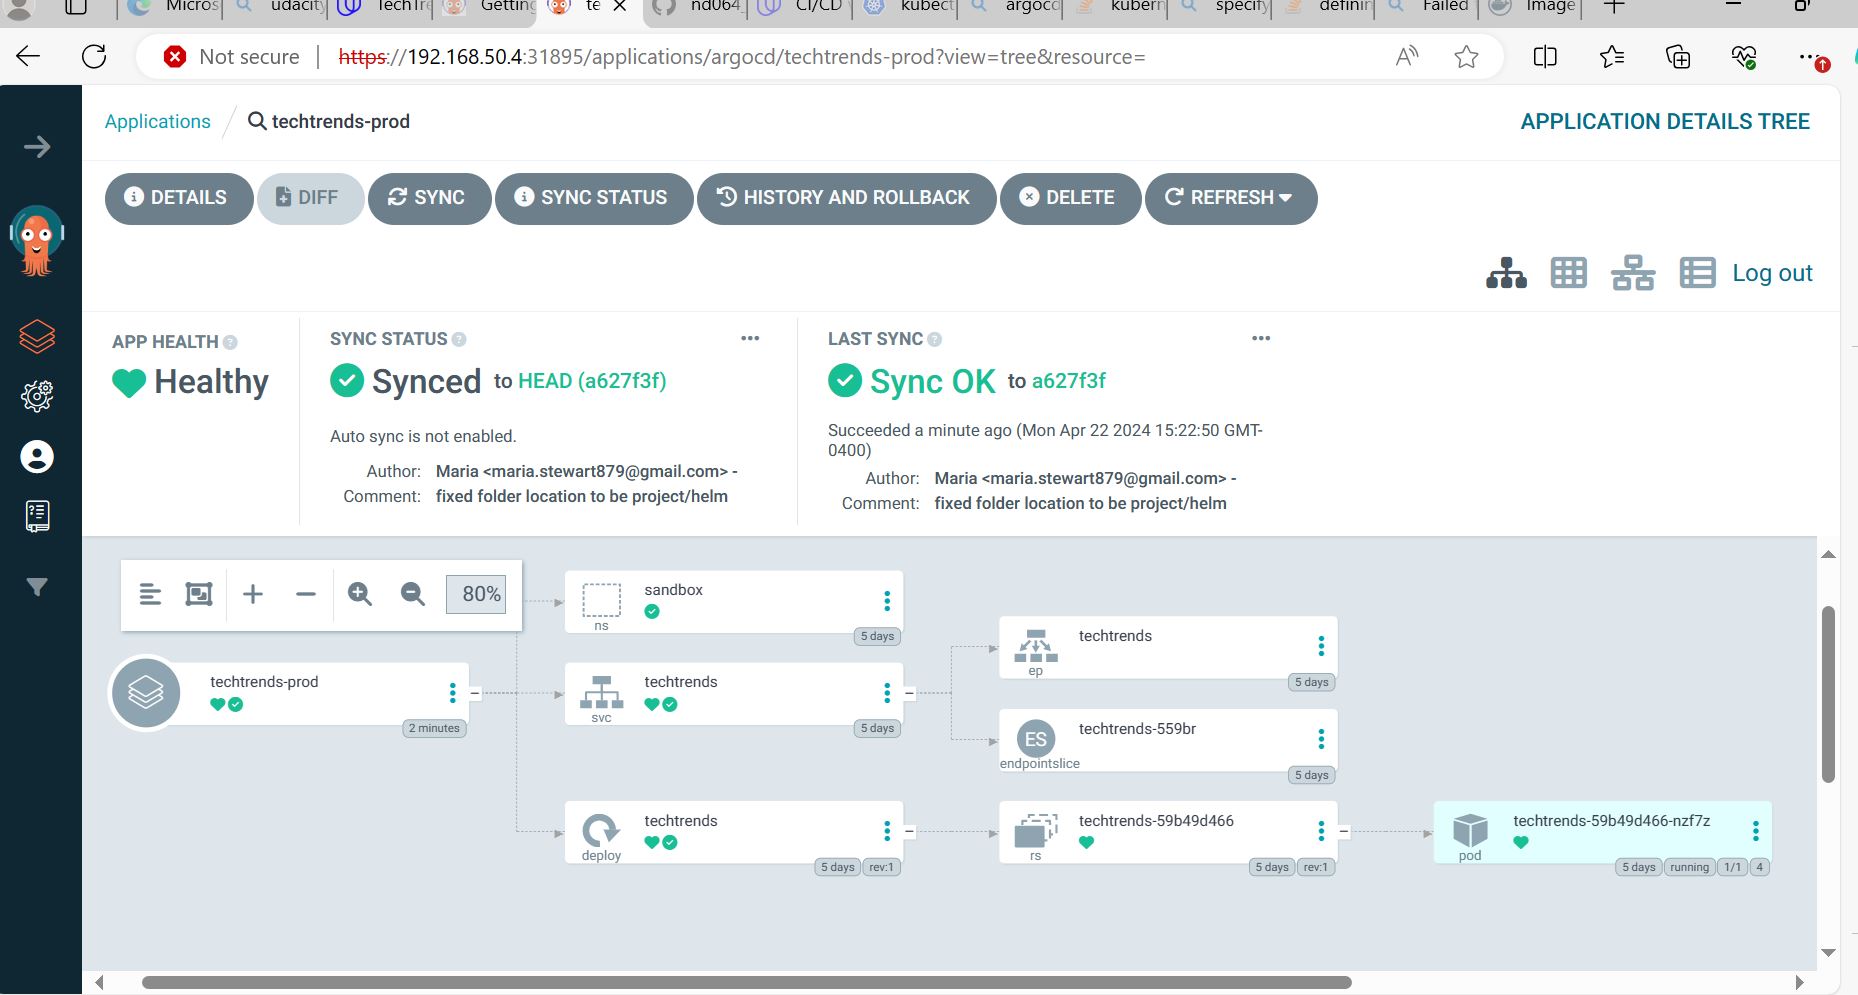 Micros
udacity
TechTre
Getting
te
nd064_
CI/CD
kubect
argocd
kubern
specify
definin
Failed
Image
Not secure
https://192.168.50.4:31895/applications/argocd/techtrends-prod?view=tree&resource=
Applications
techtrends-prod
APPLICATION DETAILS TREE
DETAILS
DIFF
SYNC
SYNC STATUS
HISTORY AND ROLLBACK
DELETE
REFRESH
Log out
APP HEALTH
Healthy
SYNC STATUS
Synced to HEAD (a627f3f)
Auto sync is not enabled.
Author: Maria <maria.stewart879@gmail.com> -
Comment: fixed folder location to be project/helm
LAST SYNC
Sync OK to a627f3f
Succeeded a minute ago (Mon Apr 22 2024 15:22:50 GMT-
0400)
Author: Maria <maria.stewart879@gmail.com> -
Comment: fixed folder location to be project/helm
80%
techtrends-prod
2 minutes
sandbox
ns
5 days
techtrends
svc
5 days
techtrends
deploy
5 days rev:1
techtrends
ep
5 days
ES
techtrends-559br
endpointslice
5 days
techtrends-59b49d466
rs
5 days rev:1
techtrends-59b49d466-nzf7z
pod
5 days running 1/1 4